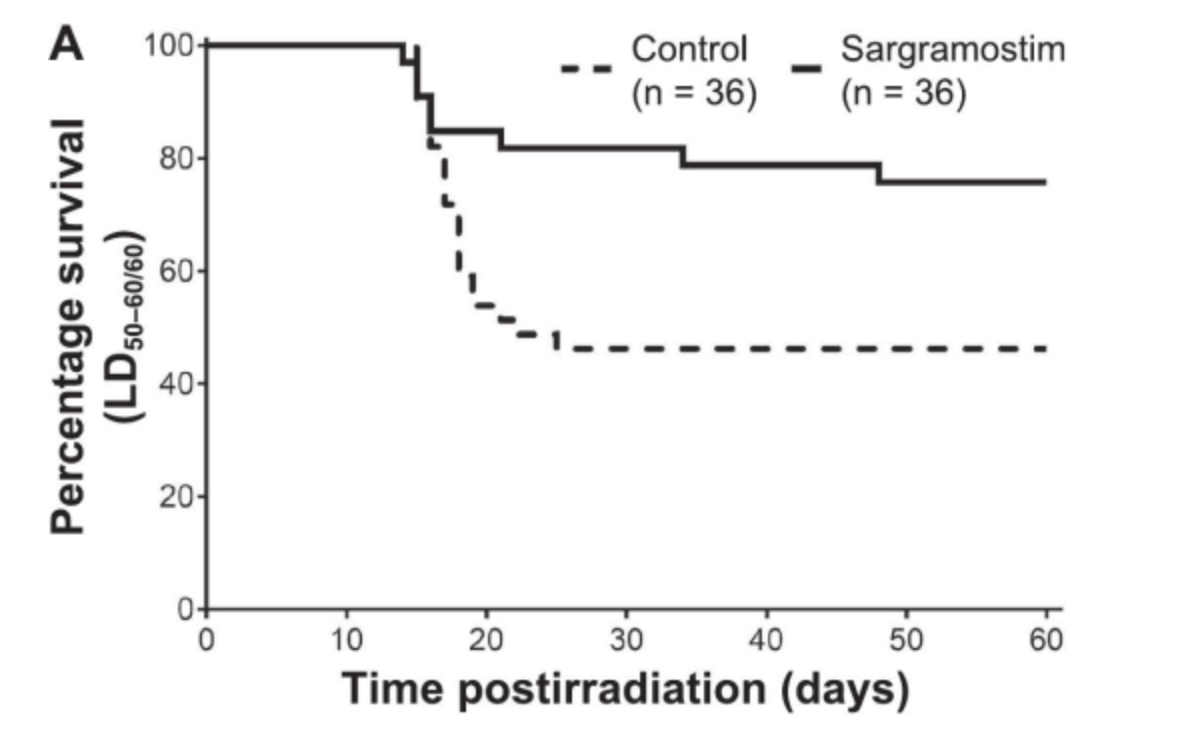 A
Control
(n = 36)
Sargramostim
(n = 36)
Percentage survival
(LD50–60/60)
100
80
60
40
20
0
0 10 20 30 40 50 60
Time postirradiation (days)